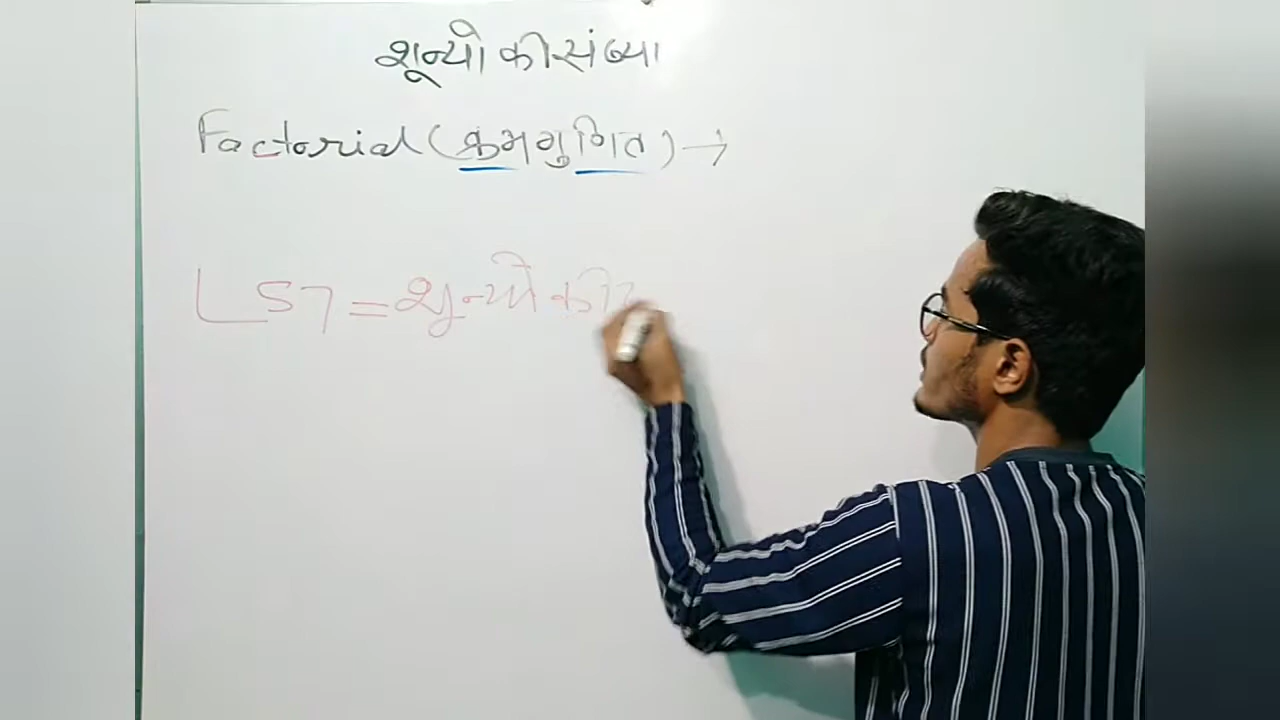 शून्यो की संख्या
Factorial (क्रमगुणित) →
∟57 = शून्यो की